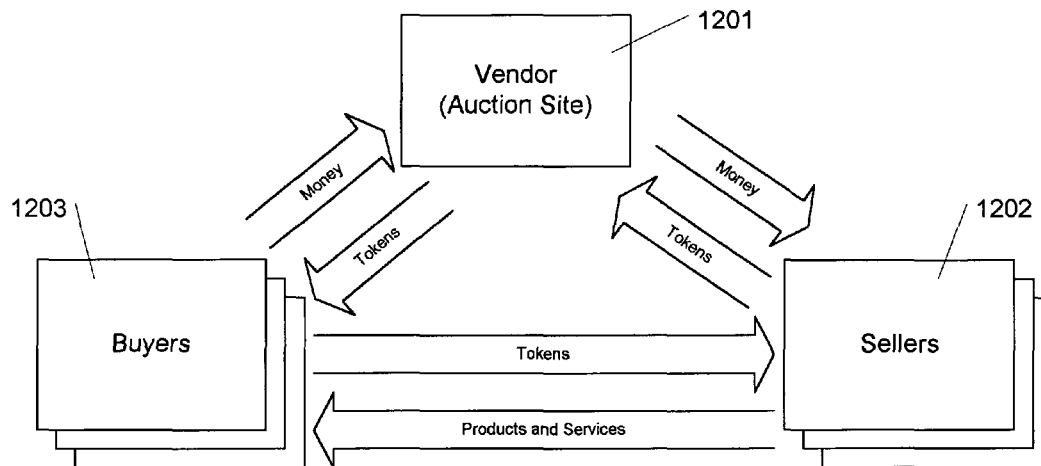 1201
Vendor
(Auction Site)
Money
Money
1203
Tokens
Tokens
1202
Buyers
Tokens
Sellers
Products and Services